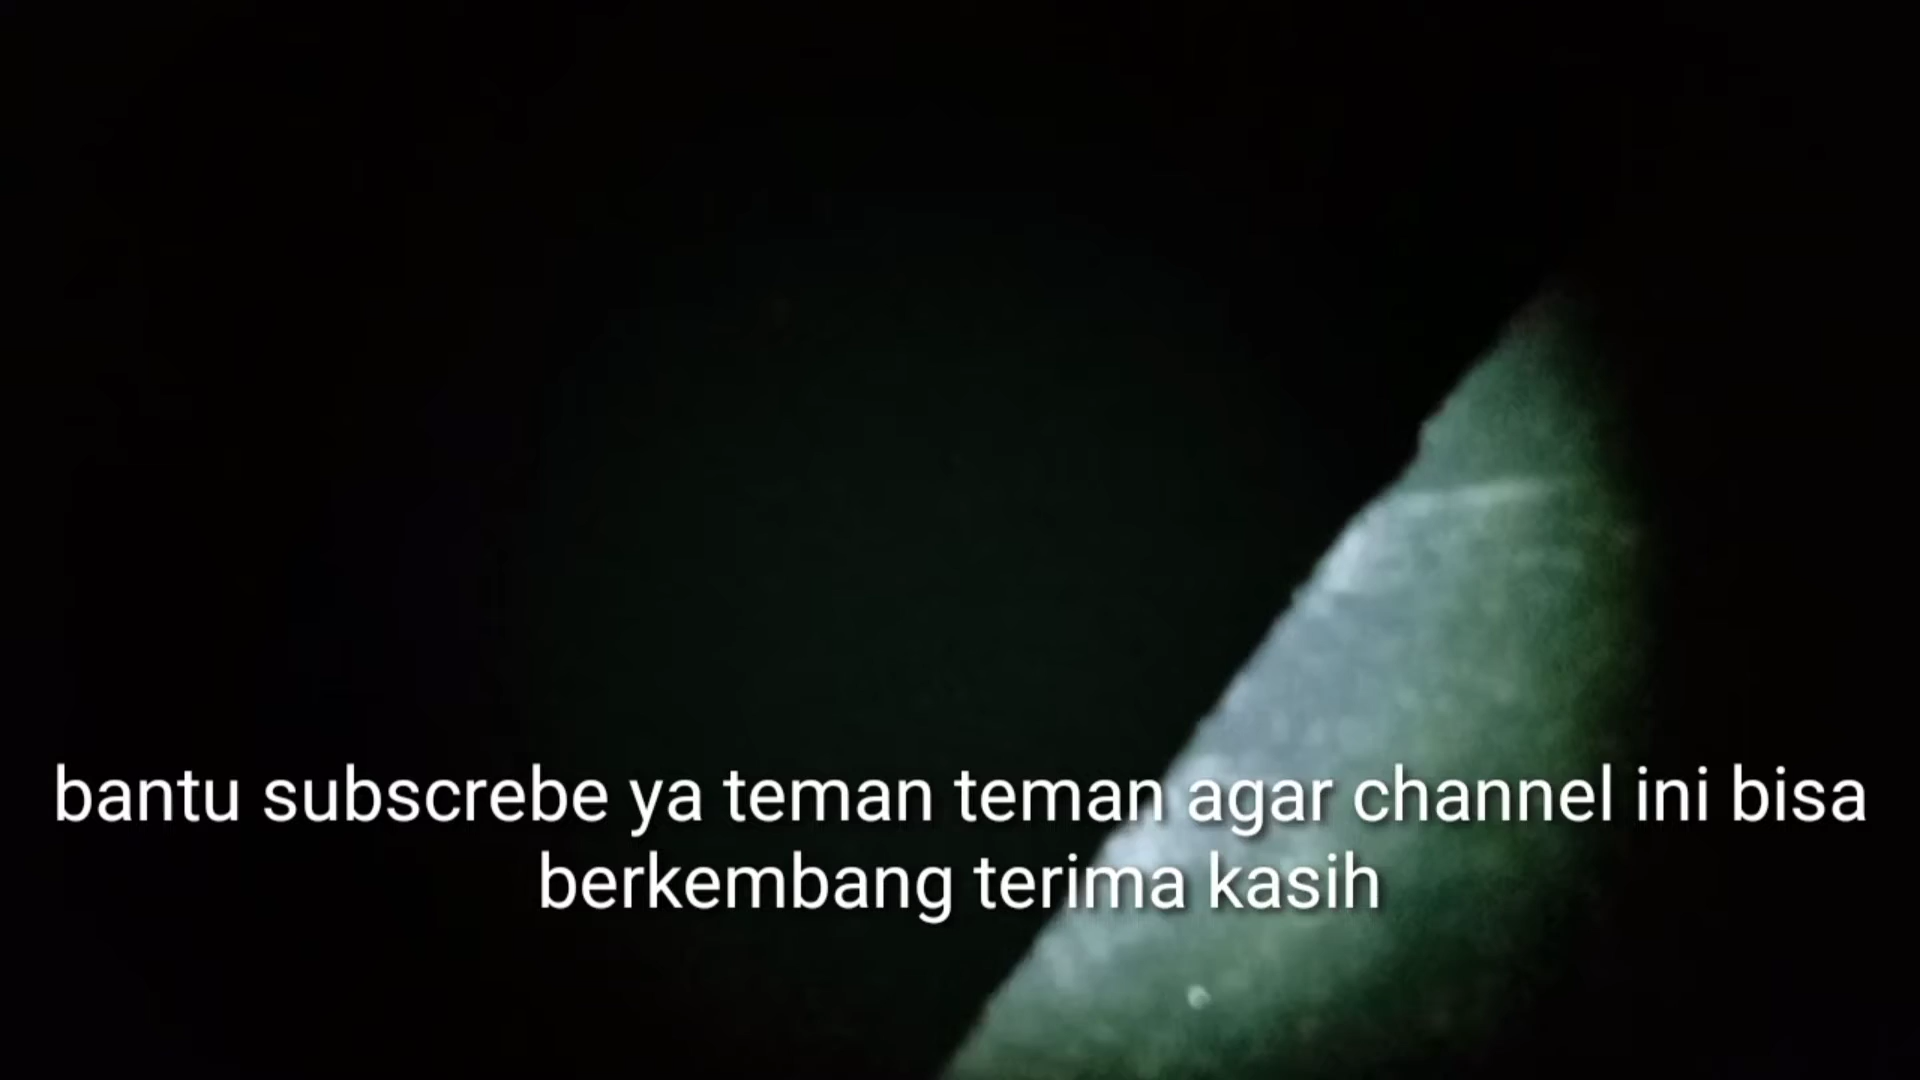 bantu subscrebe ya teman teman agar channel ini bisa
berkembang terima kasih